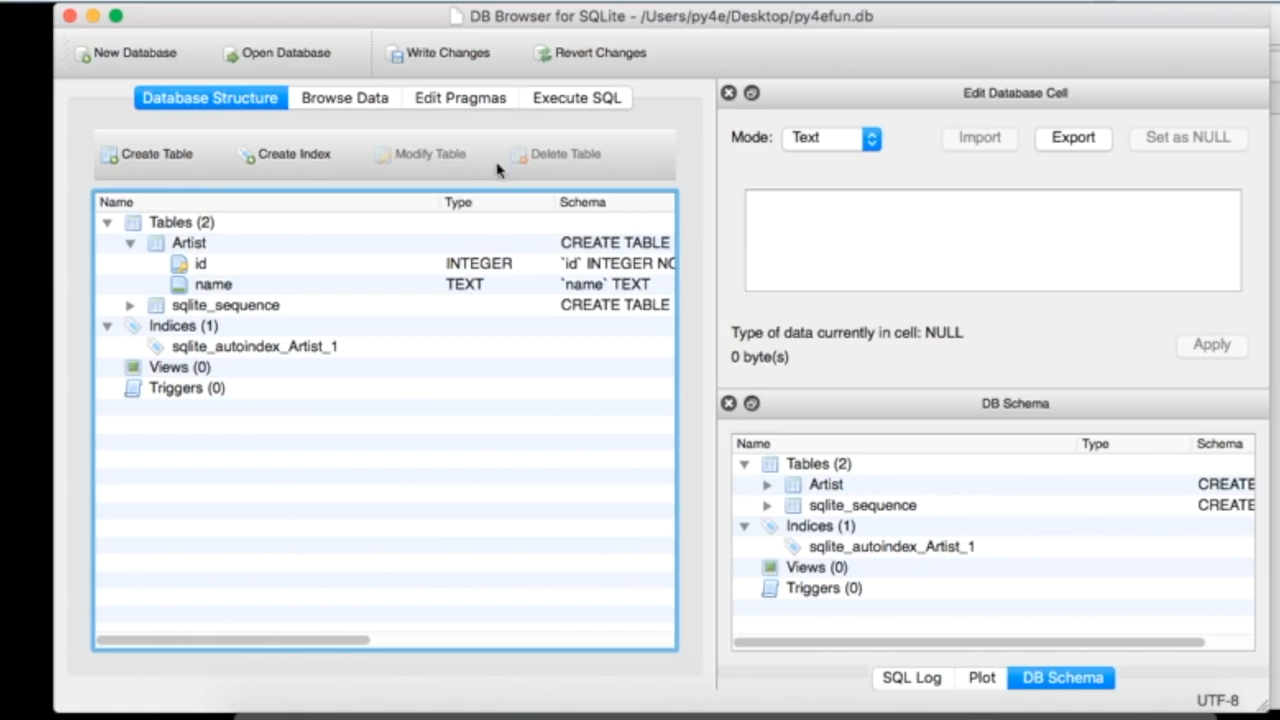 DB Browser for SQLite - /Users/py4e/Desktop/py4efun.db
New Database Open Database Write Changes Revert Changes
Database Structure Browse Data Edit Pragmas Execute SQL
Create Table Create Index Modify Table Delete Table
Name Type Schema
Tables (2)
Artist CREATE TABLE
id INTEGER `id` INTEGER NO
name TEXT `name` TEXT
sqlite_sequence CREATE TABLE
Indices (1)
sqlite_autoindex_Artist_1
Views (0)
Triggers (0)
Edit Database Cell
Mode: Text Import Export Set as NULL
Type of data currently in cell: NULL
0 byte(s)
Apply
DB Schema
Name Type Schema
Tables (2)
Artist CREATE
sqlite_sequence CREATE
Indices (1)
sqlite_autoindex_Artist_1
Views (0)
Triggers (0)
SQL Log Plot DB Schema
UTF-8